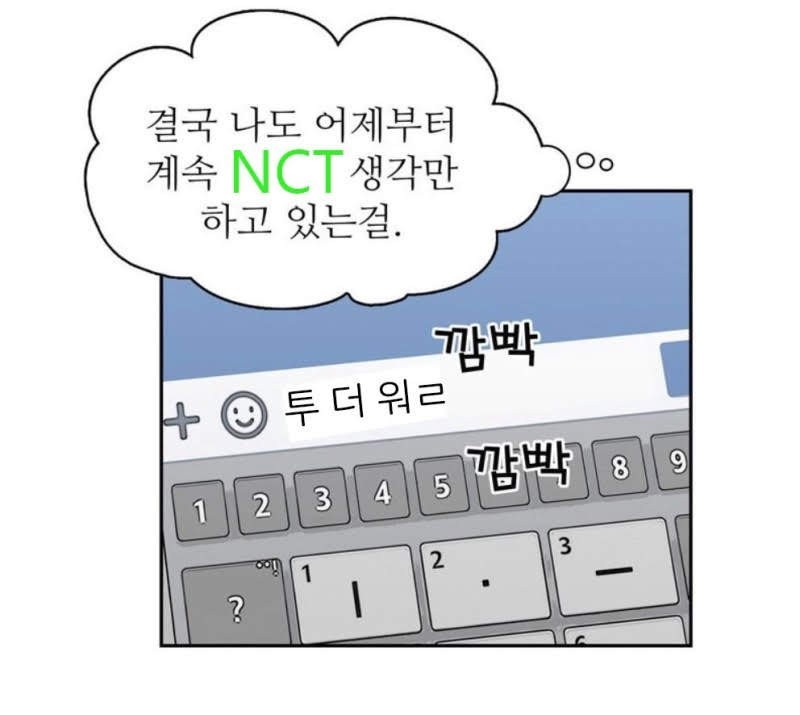 결국 나도 어제부터
계속 NCT 생각만
하고 있는걸.
깜빡
투 더 워ㄹ
깜빡
1 2 3 4 5 8 9
? 1 ㅣ 2 · 3 ㅡ
6